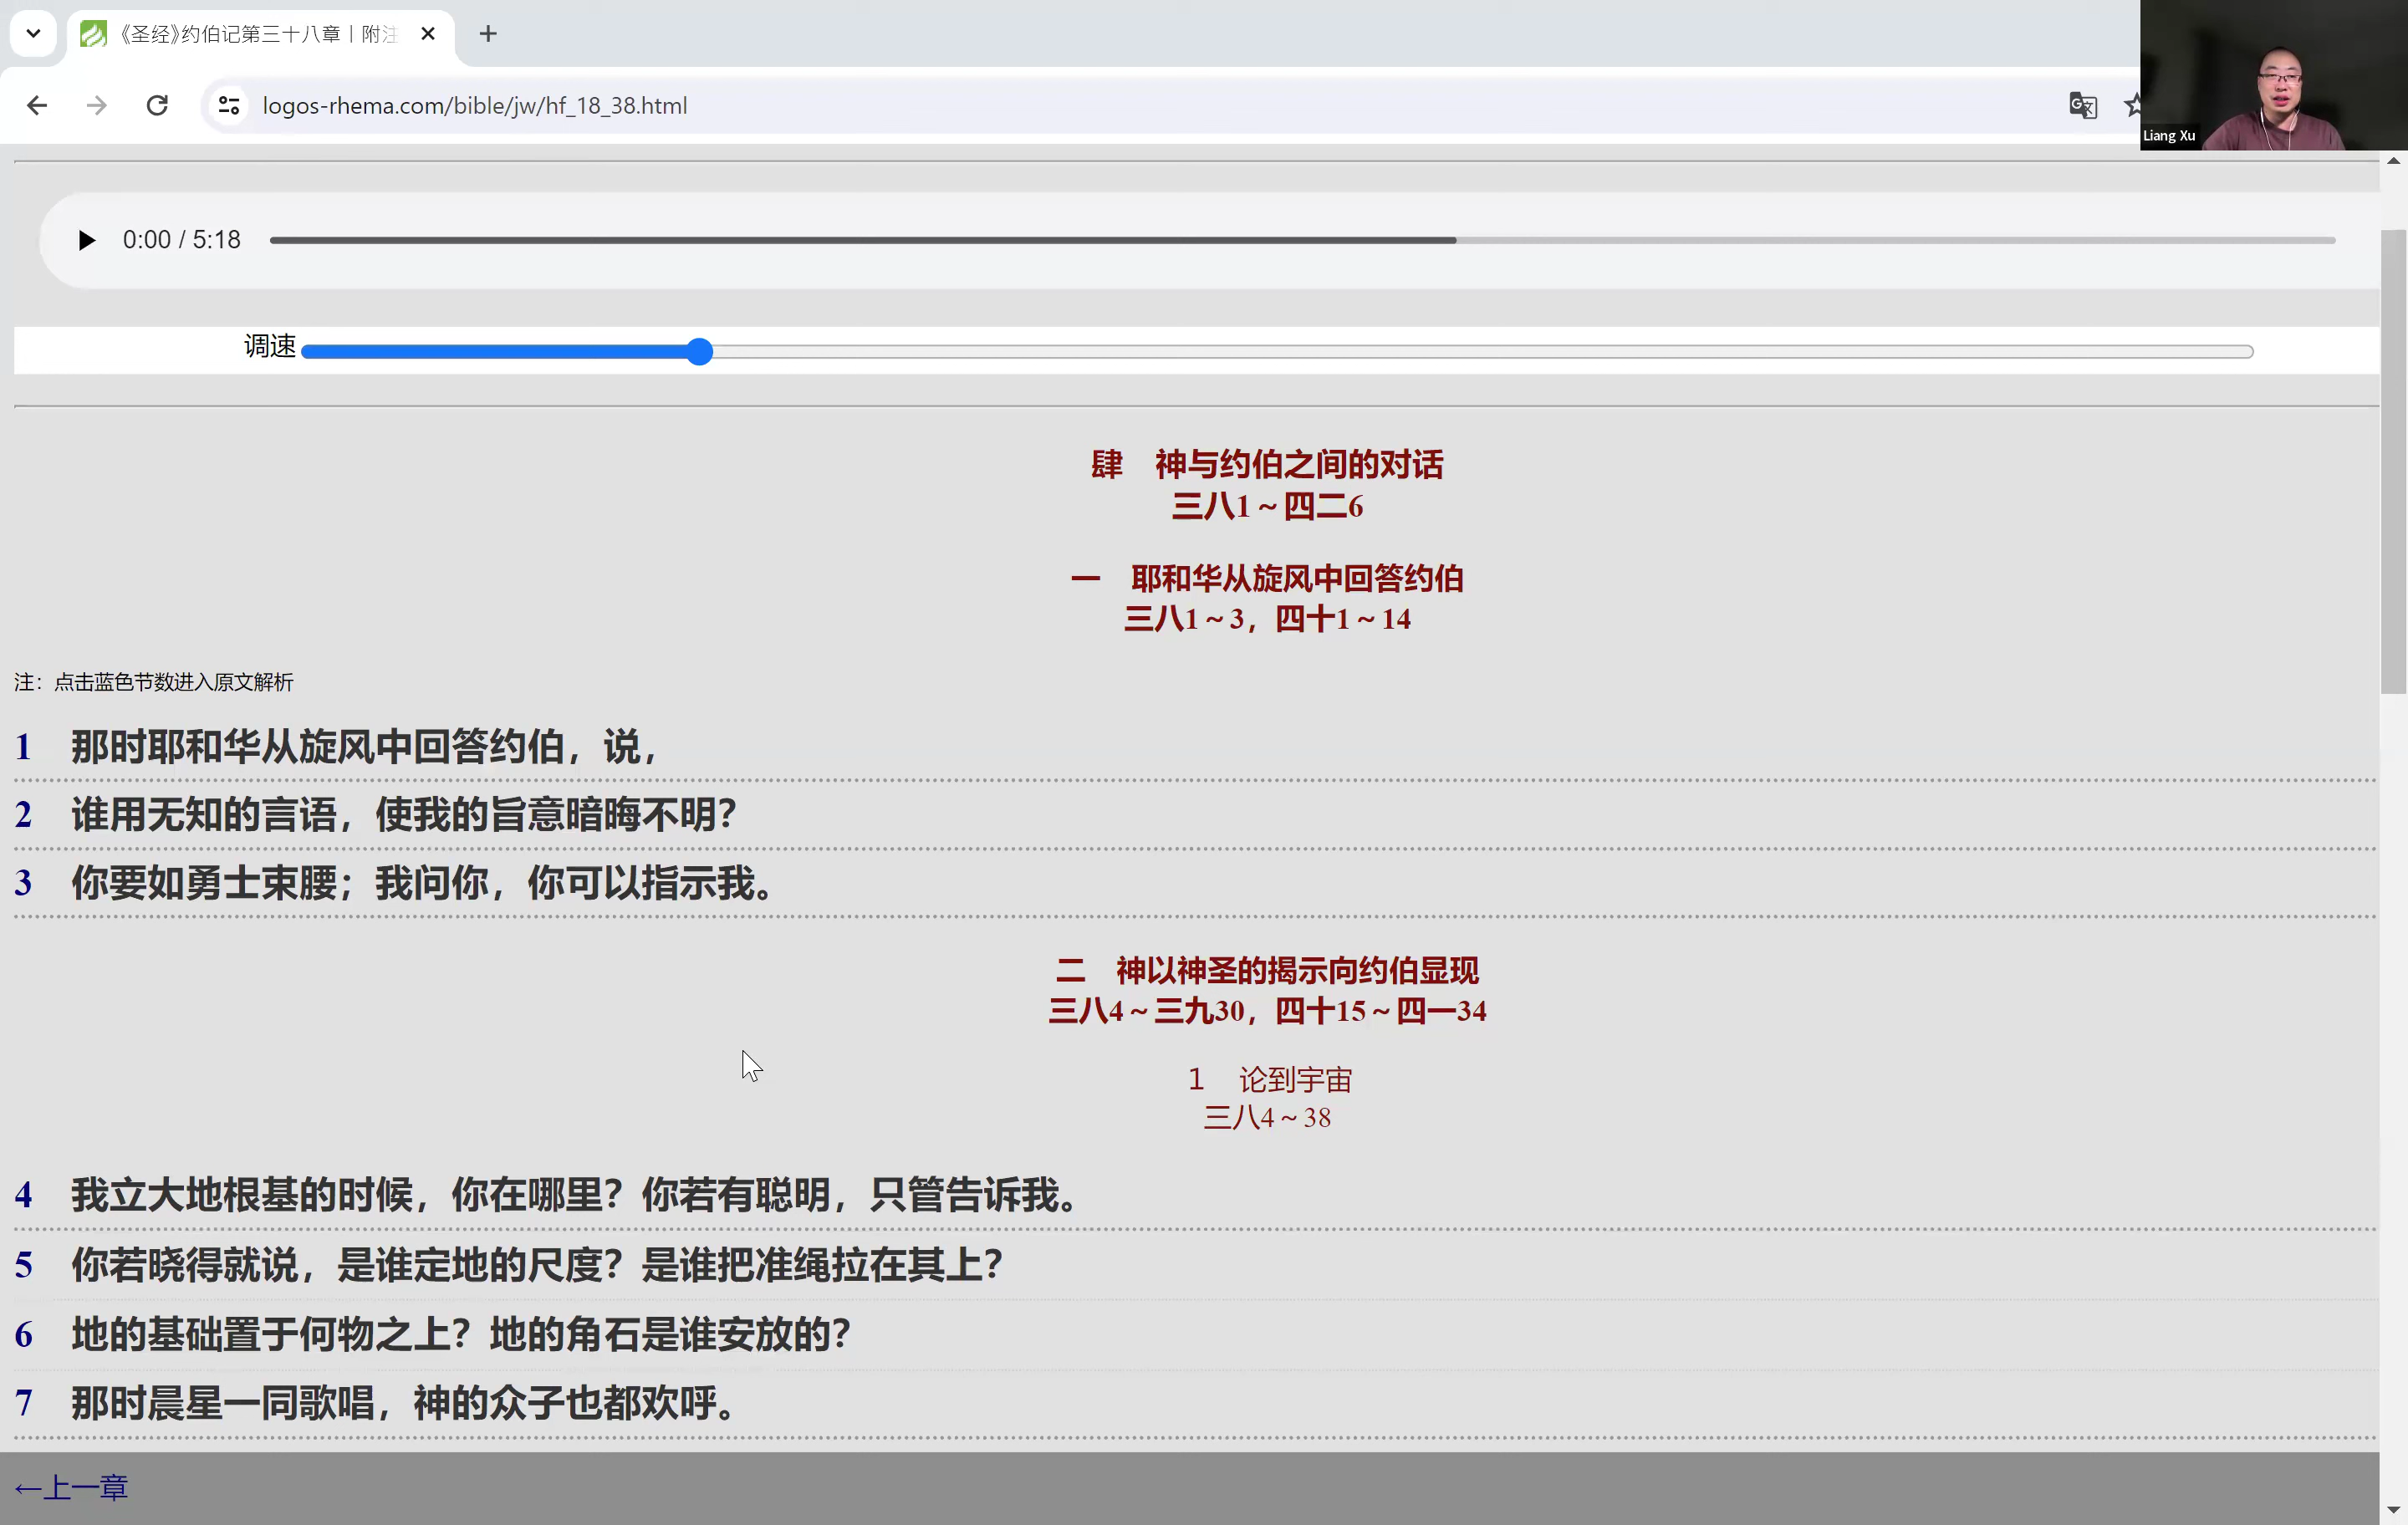 《圣经》约伯记第三十八章｜附注
logos-rhema.com/bible/jw/hf_18_38.html
Liang Xu
0:00 / 5:18
调速
肆　神与约伯之间的对话
三八1～四二6
一　耶和华从旋风中回答约伯
三八1～3，四十1～14
注：点击蓝色节数进入原文解析
1　那时耶和华从旋风中回答约伯，说，
2　谁用无知的言语，使我的旨意暗晦不明？
3　你要如勇士束腰；我问你，你可以指示我。
二　神以神圣的揭示向约伯显现
三八4～三九30，四十15～四一34
1　论到宇宙
三八4～38
4　我立大地根基的时候，你在哪里？你若有聪明，只管告诉我。
5　你若晓得就说，是谁定地的尺度？是谁把准绳拉在其上？
6　地的基础置于何物之上？地的角石是谁安放的？
7　那时晨星一同歌唱，神的众子也都欢呼。
←上一章